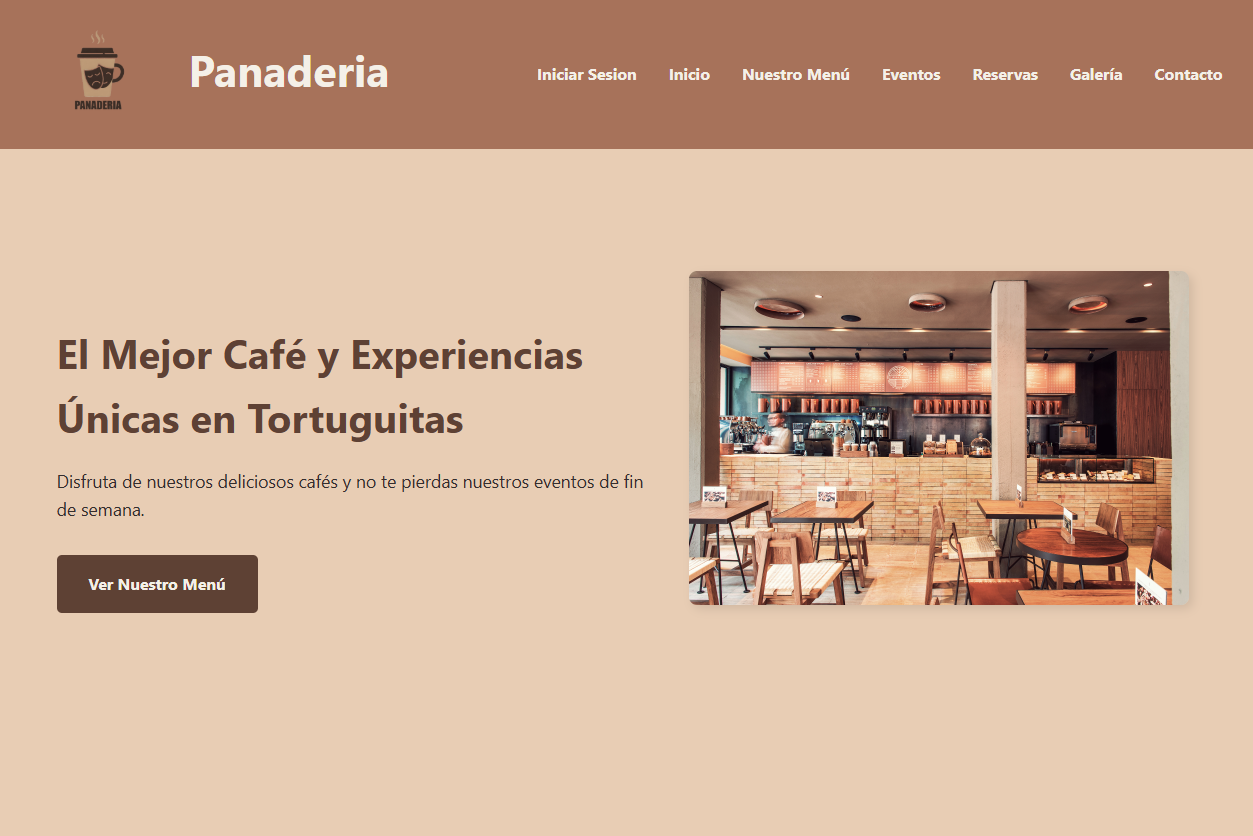 PANADERIA
Panaderia
Iniciar Sesion
Inicio
Nuestro Menú
Eventos
Reservas
Galería
Contacto
El Mejor Café y Experiencias
Únicas en Tortuguitas
Disfruta de nuestros deliciosos cafés y no te pierdas nuestros eventos de fin
de semana.
Ver Nuestro Menú